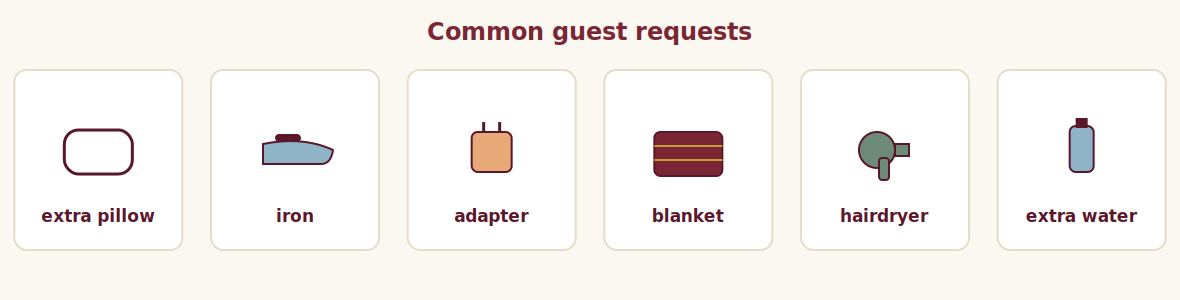 Common guest requests
extra pillow
iron
adapter
blanket
hairdryer
extra water